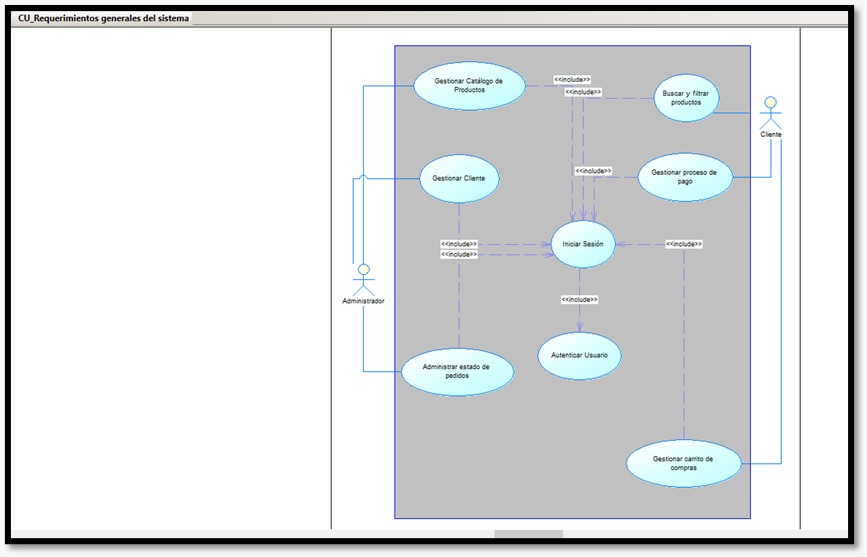 CU_Requerimientos generales del sistema
Gestionar Catálogo de
Productos
<<include>>
<<include>>
Buscar y filtrar
productos
Cliente
Gestionar Cliente
<<include>>
Gestionar proceso de
pago
<<include>>
<<include>>
Iniciar Sesión
<<include>>
Administrador
<<include>>
Administrar estado de
pedidos
Autenticar Usuario
Gestionar carrito de
compras